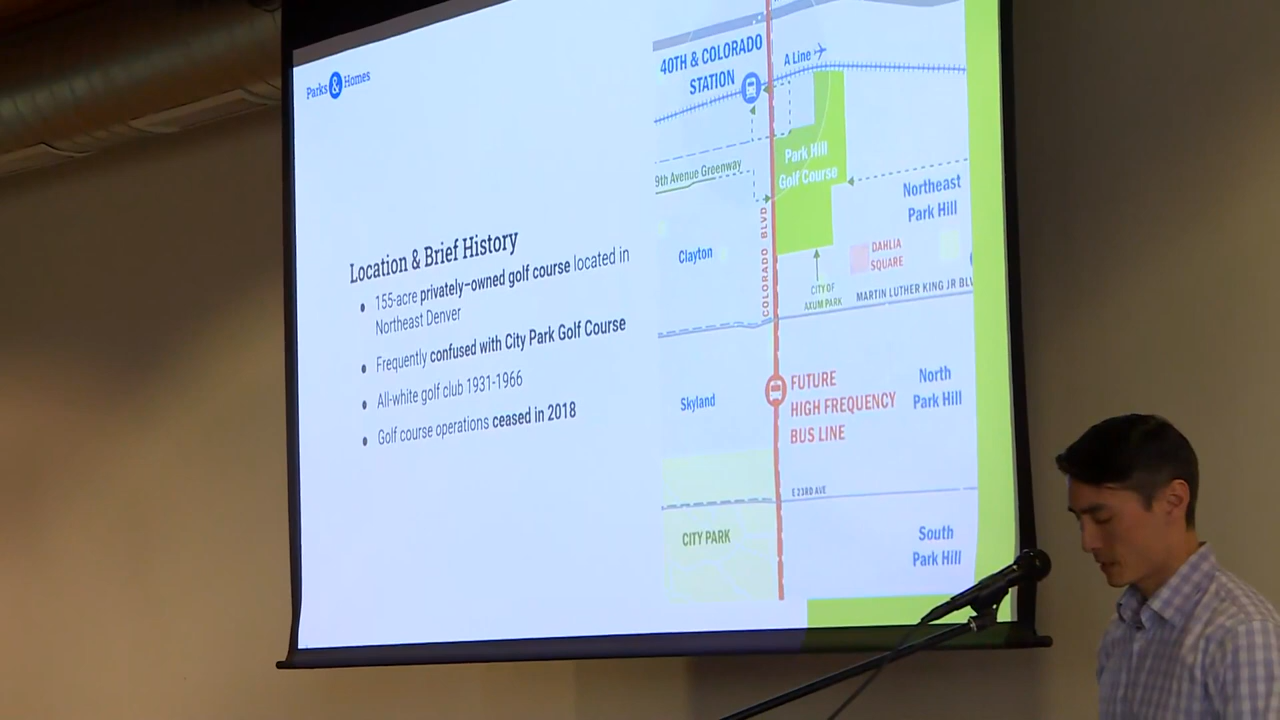 Parks & Homes
Location & Brief History
155-acre privately-owned golf course located in
Northeast Denver
Frequently confused with City Park Golf Course
All-white golf club 1931-1966
Golf course operations ceased in 2018
40TH & COLORADO
STATION
A Line
Park Hill
Golf Course
9th Avenue Greenway
Northeast
Park Hill
Clayton
COLORADO BLVD
DAHLIA
SQUARE
CITY OF
AXUM PARK
MARTIN LUTHER KING JR BLV
Skyland
FUTURE
HIGH FREQUENCY
BUS LINE
North
Park Hill
E 23RD AVE
CITY PARK
South
Park Hill